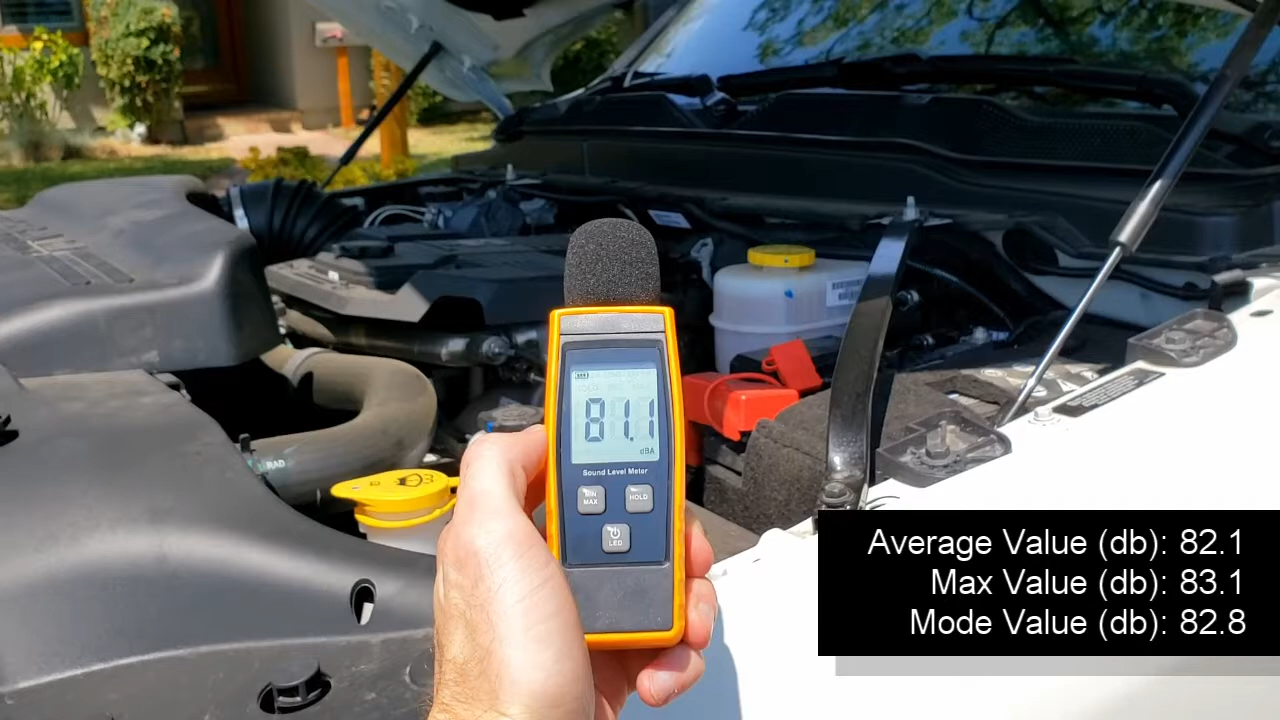 81.1
dBA
Sound Level Meter
MIN
MAX
HOLD
LED
RAD
Average Value (db): 82.1
Max Value (db): 83.1
Mode Value (db): 82.8